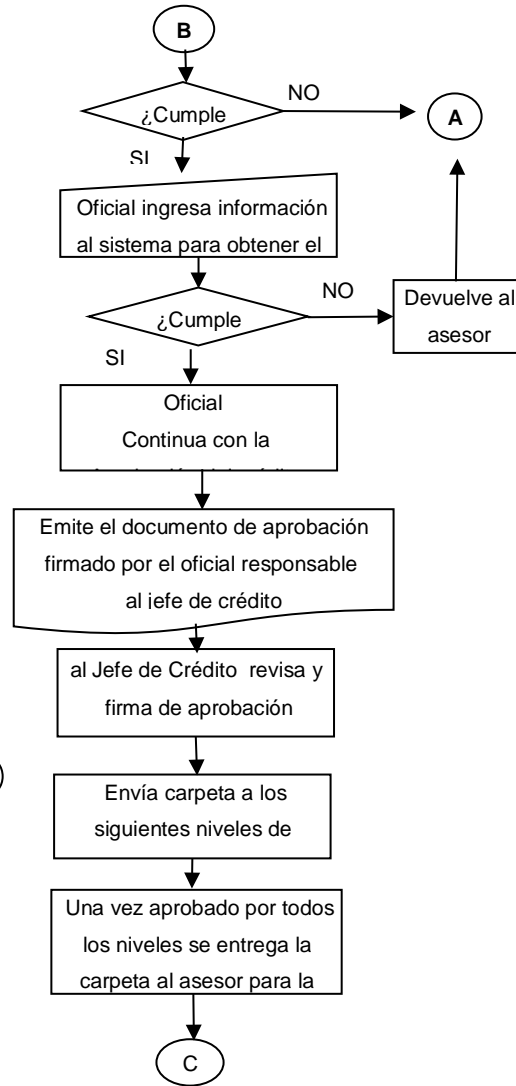 B
¿Cumple
NO
A
SI
Oficial ingresa información
al sistema para obtener el
¿Cumple
NO
Devuelve al
asesor
SI
Oficial
Continua con la
Emite el documento de aprobación
firmado por el oficial responsable
al jefe de crédito
al Jefe de Crédito revisa y
firma de aprobación
Envía carpeta a los
siguientes niveles de
Una vez aprobado por todos
los niveles se entrega la
carpeta al asesor para la
C